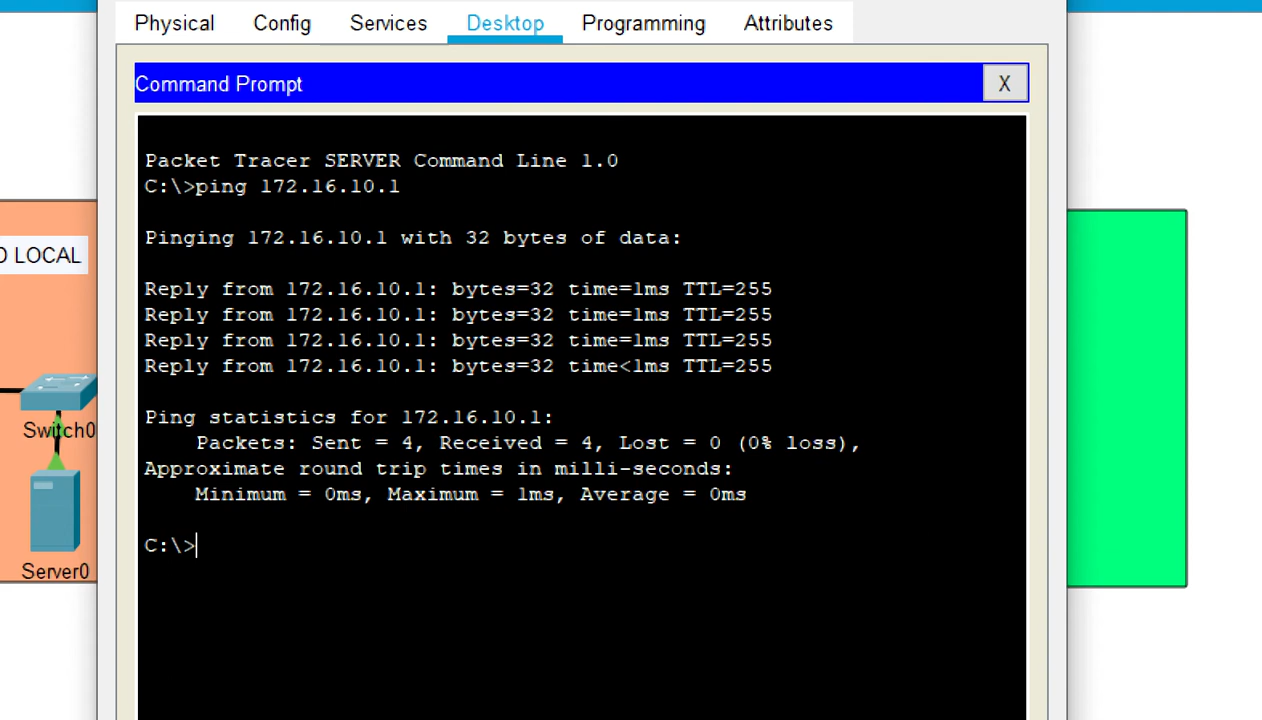 Physical Config Services Desktop Programming Attributes
Command Prompt
X
Packet Tracer SERVER Command Line 1.0
C:\>ping 172.16.10.1
Pinging 172.16.10.1 with 32 bytes of data:
Reply from 172.16.10.1: bytes=32 time=1ms TTL=255
Reply from 172.16.10.1: bytes=32 time=1ms TTL=255
Reply from 172.16.10.1: bytes=32 time=1ms TTL=255
Reply from 172.16.10.1: bytes=32 time<1ms TTL=255
Ping statistics for 172.16.10.1:
Packets: Sent = 4, Received = 4, Lost = 0 (0% loss),
Approximate round trip times in milli-seconds:
Minimum = 0ms, Maximum = 1ms, Average = 0ms
C:\>
LOCAL
Switch0
Server0